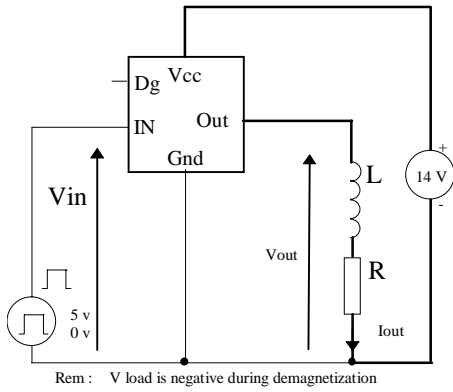 Vcc
Dg
IN
Out
Gnd
+
14 V
-
Vin
L
Vout
R
5 v
0 v
Iout
Rem : V load is negative during demagnetization